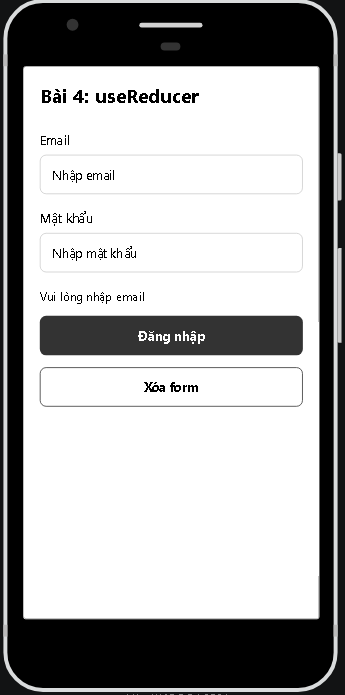 Bài 4: useReducer
Email
Nhập email
Mật khẩu
Nhập mật khẩu
Vui lòng nhập email
Đăng nhập
Xóa form